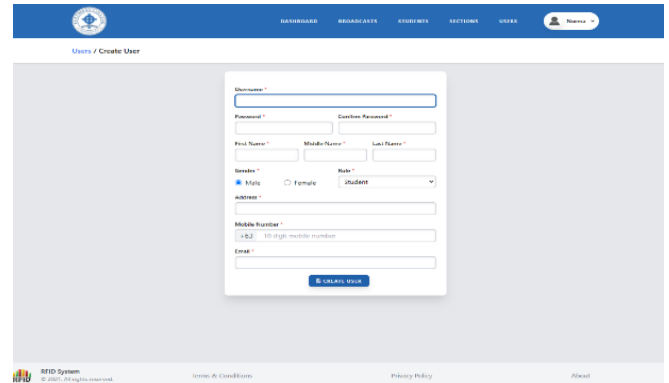 DASHBOARD BROADCASTS STUDENTS SECTIONS USERS Norma
Users / Create User
Username *
Password * Confirm Password *
First Name * Middle Name * Last Name *
Gender * Role *
Male Female Student
Address *
Mobile Number *
+63 10-digit mobile number
Email *
CREATE USER
RFID RFID System
© 2021. All rights reserved.
Terms & Conditions Privacy Policy About